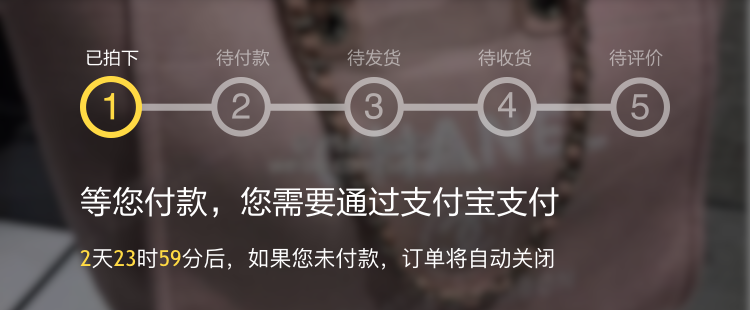 已拍下 待付款 待发货 待收货 待评价
1 2 3 4 5
等您付款，您需要通过支付宝支付
2天23时59分后，如果您未付款，订单将自动关闭